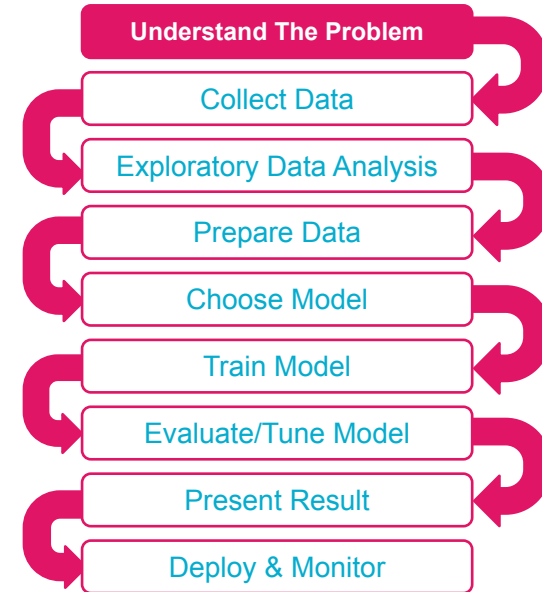 Understand The Problem
Collect Data
Exploratory Data Analysis
Prepare Data
Choose Model
Train Model
Evaluate/Tune Model
Present Result
Deploy & Monitor